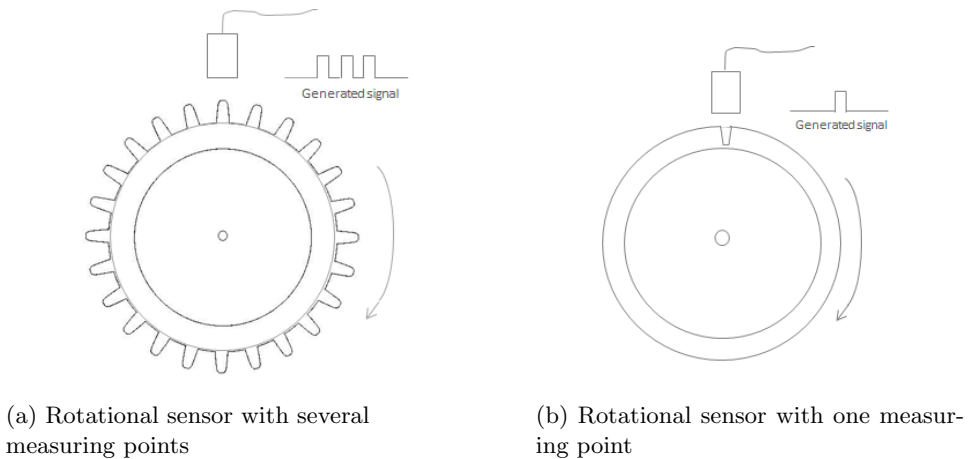 Generated signal
Generated signal
(a) Rotational sensor with several
measuring points
(b) Rotational sensor with one measur-
ing point